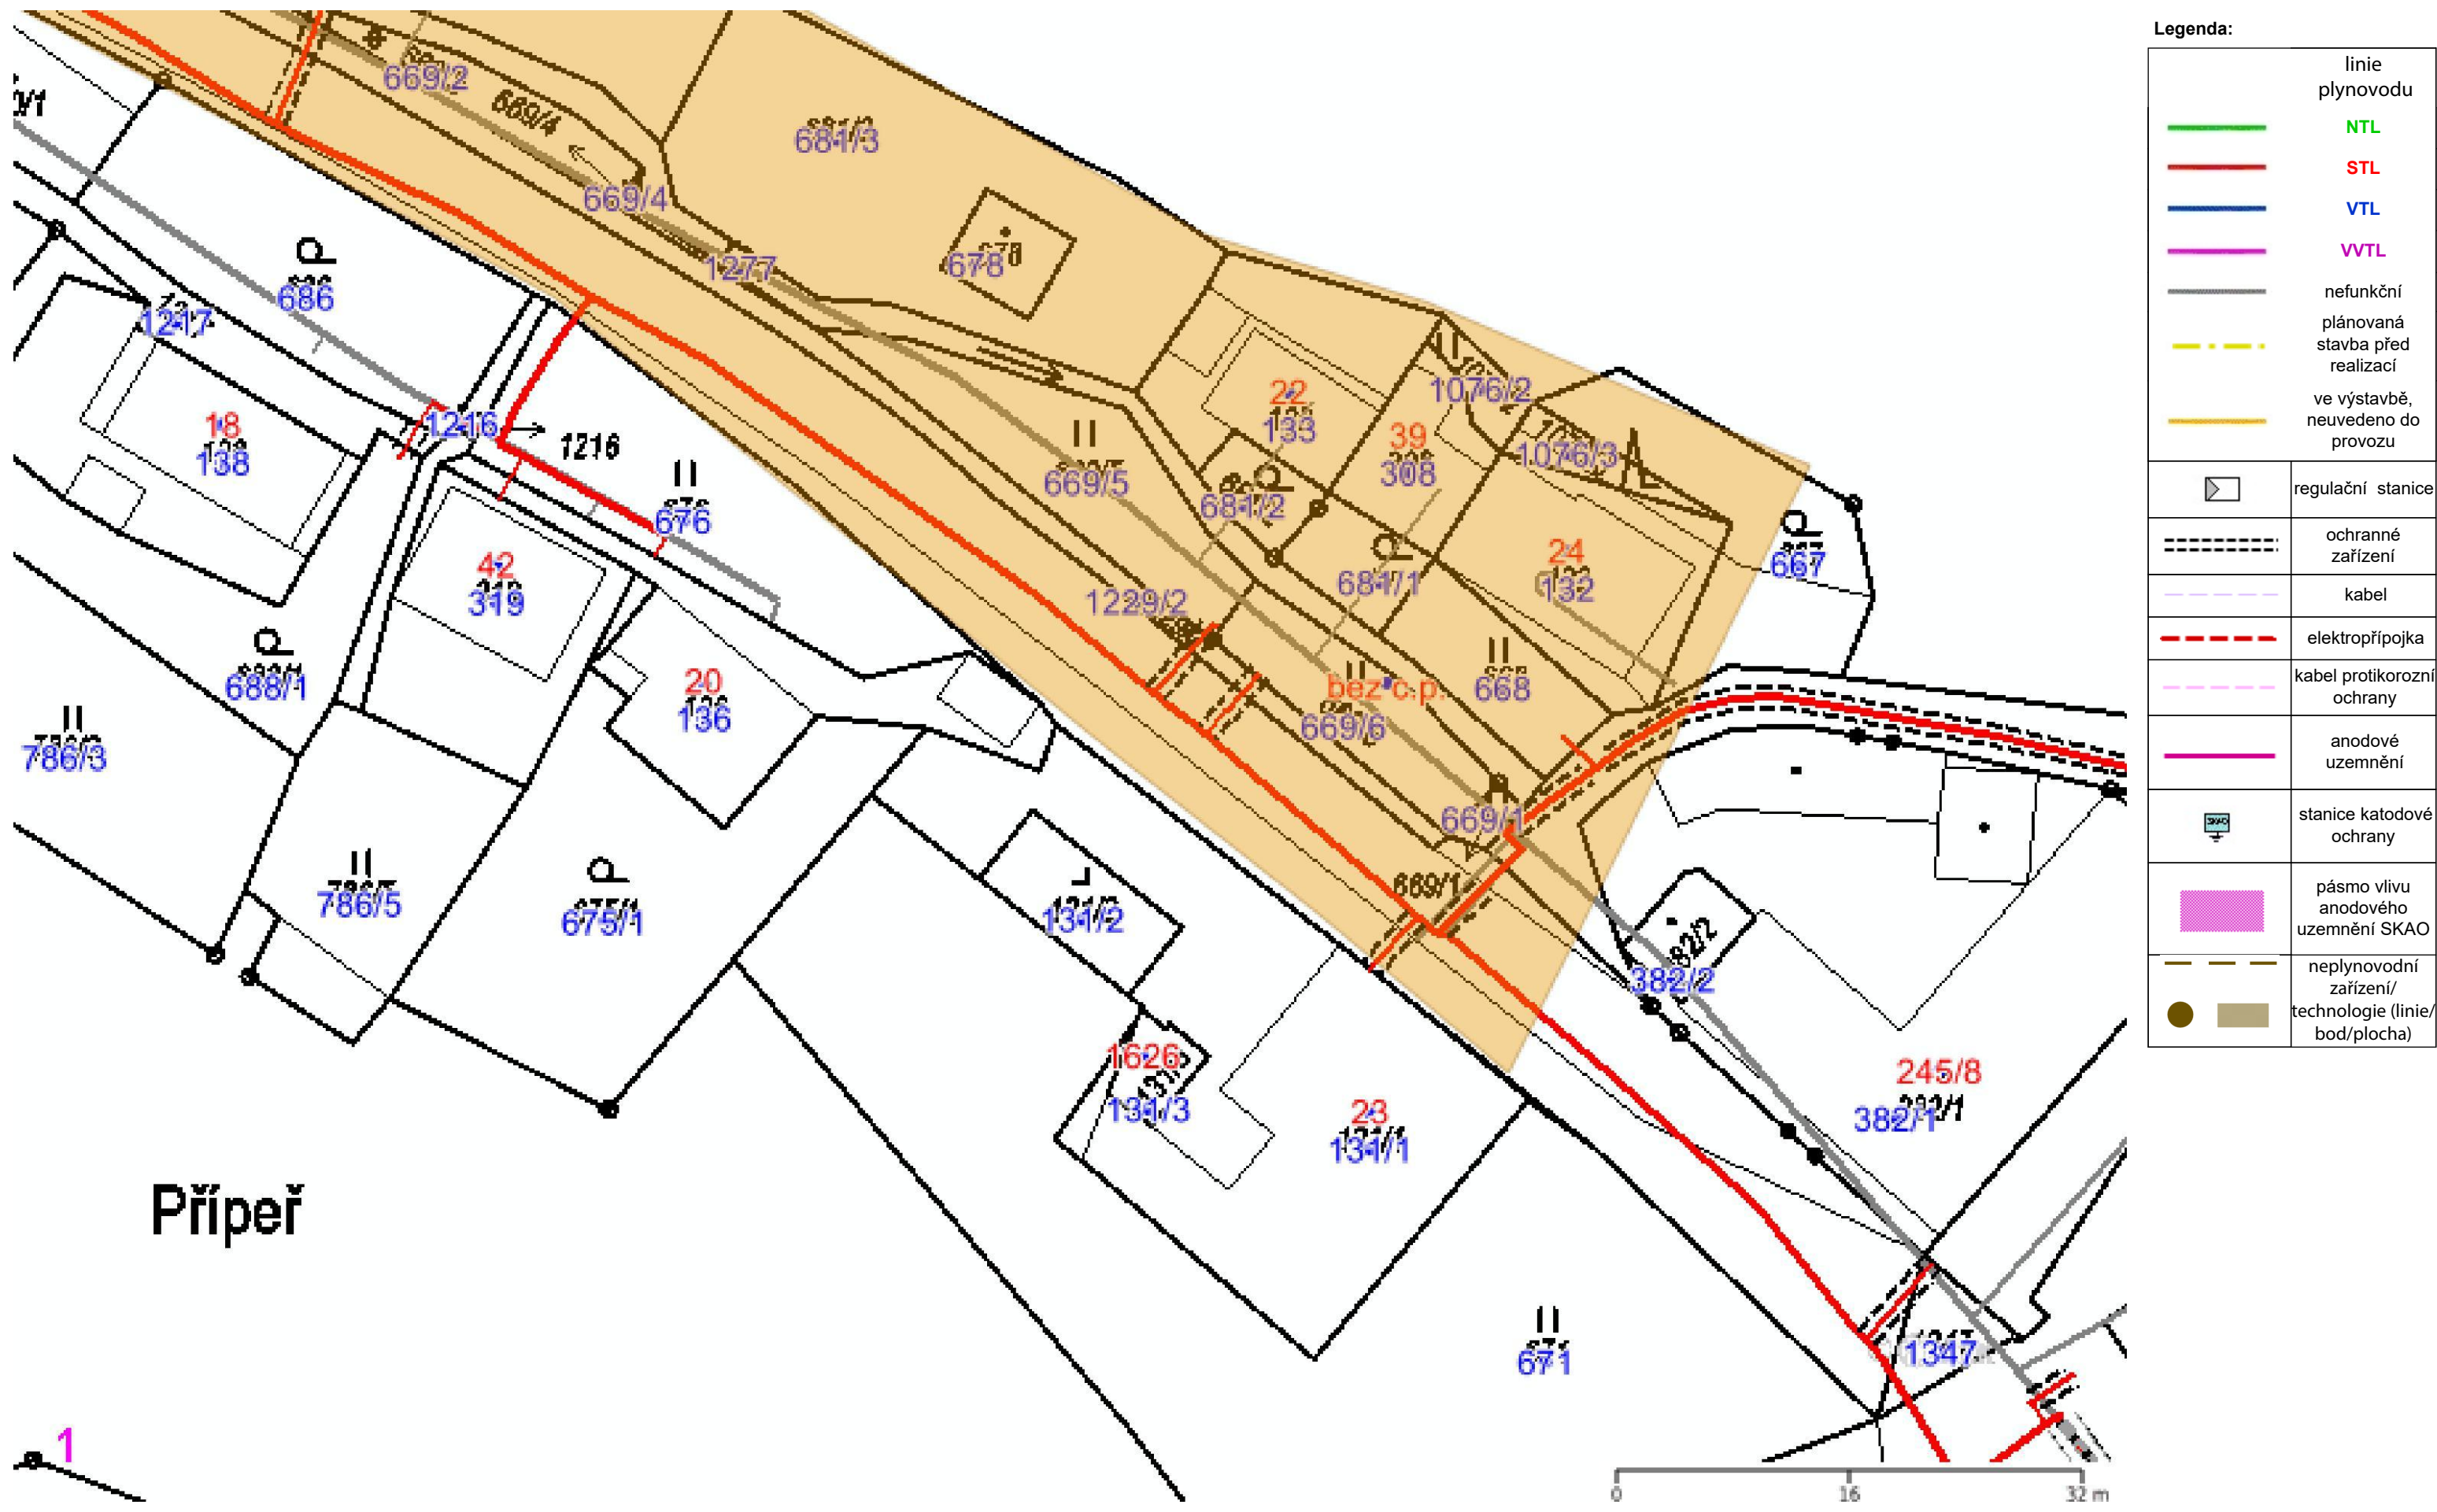 669/2
669/4
681/3
669/4
1277
678
686
1217
1216
1216
18
138
676
42
319
20
136
688/1
786/3
786/5
675/1
22
133
39
308
1076/2
1076/3
669/5
681/2
681/1
24
132
667
1229/2
bez č.p.
668
669/6
669/1
669/1
131/2
1626
131/3
23
131/1
382/2
382/2
245/8
382/1
671
1347
Přípeř
1
0 16 32 m
Legenda:
linie
plynovodu
NTL
STL
VTL
VVTL
nefunkční
plánovaná
stavba před
realizací
ve výstavbě,
neuvedeno do
provozu
regulační stanice
ochranné
zařízení
kabel
elektropřípojka
kabel protikorozní
ochrany
anodové
uzemnění
SKAO
stanice katodové
ochrany
pásmo vlivu
anodového
uzemnění SKAO
neplynovodní
zařízení/
technologie (linie/
bod/plocha)